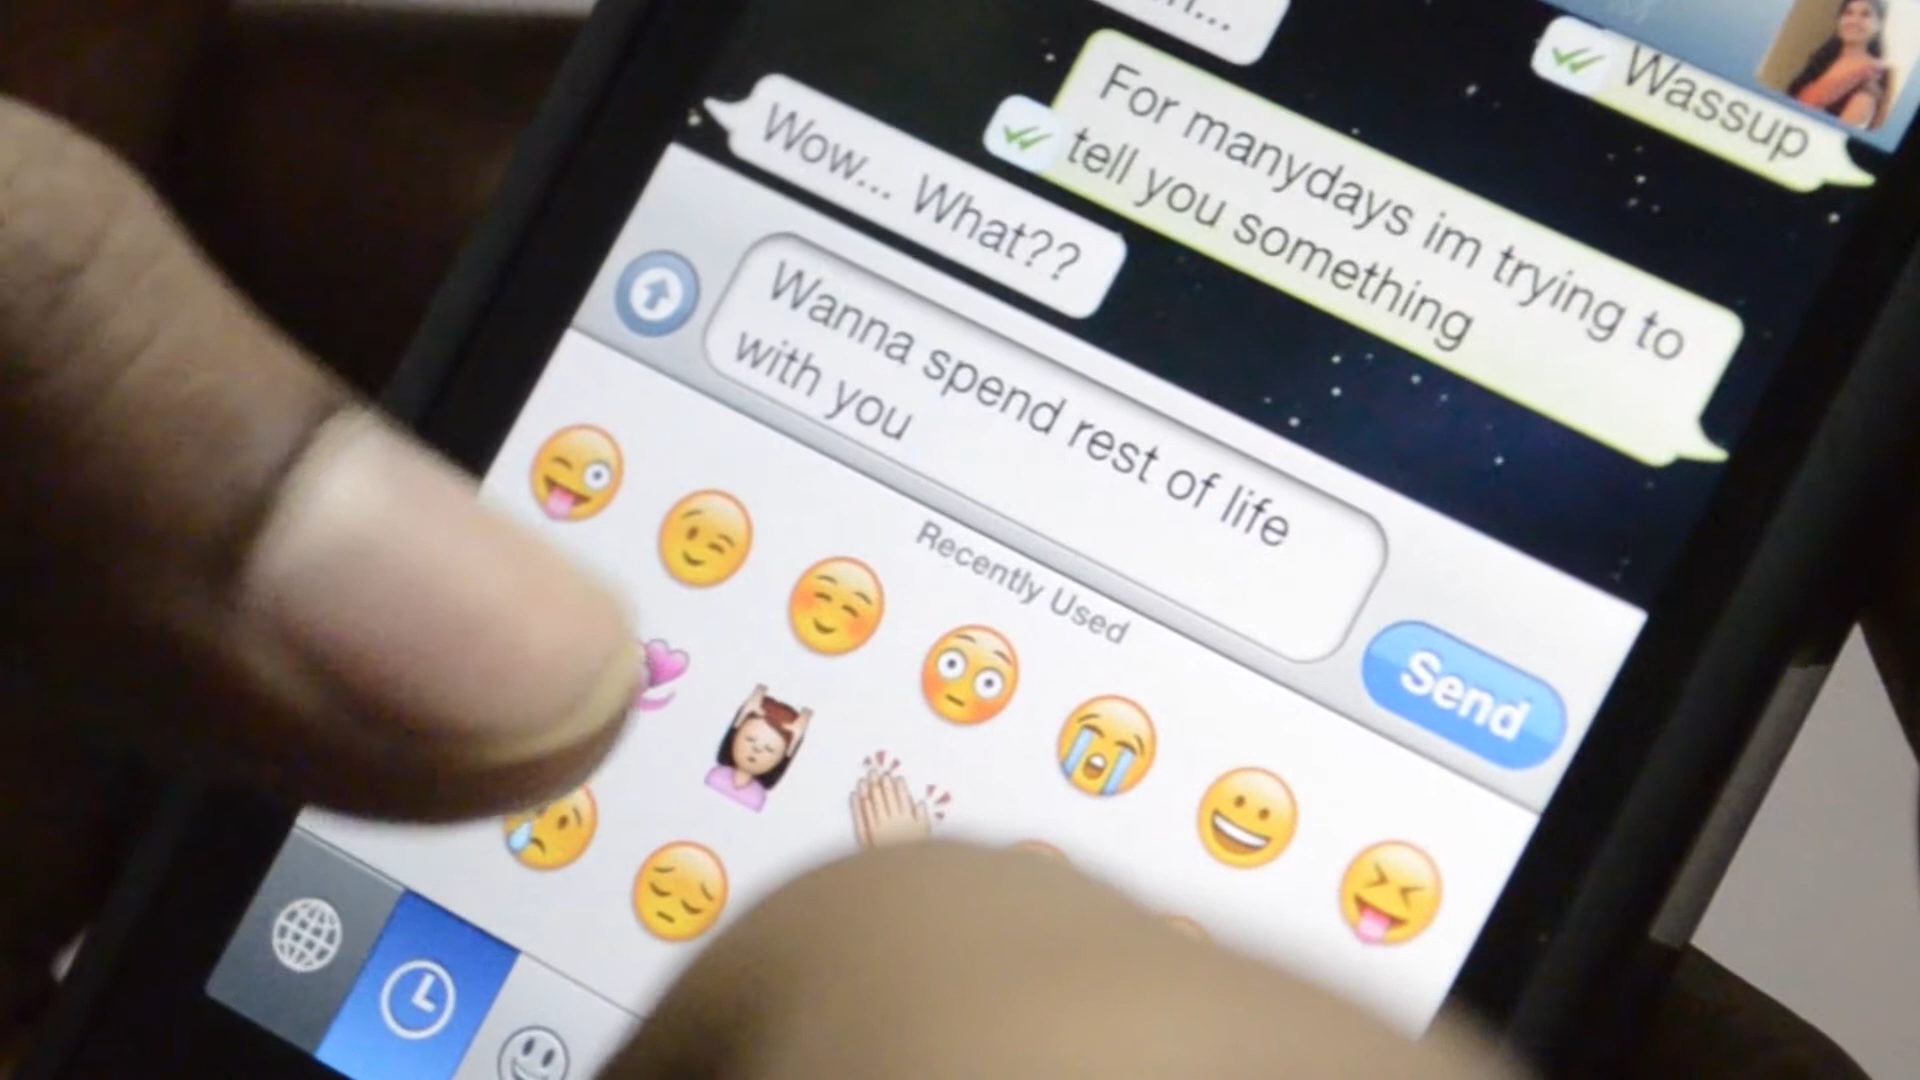 Wassup
For manydays im trying to
tell you something
Wow... What??
Wanna spend rest of life
with you
Send
Recently Used